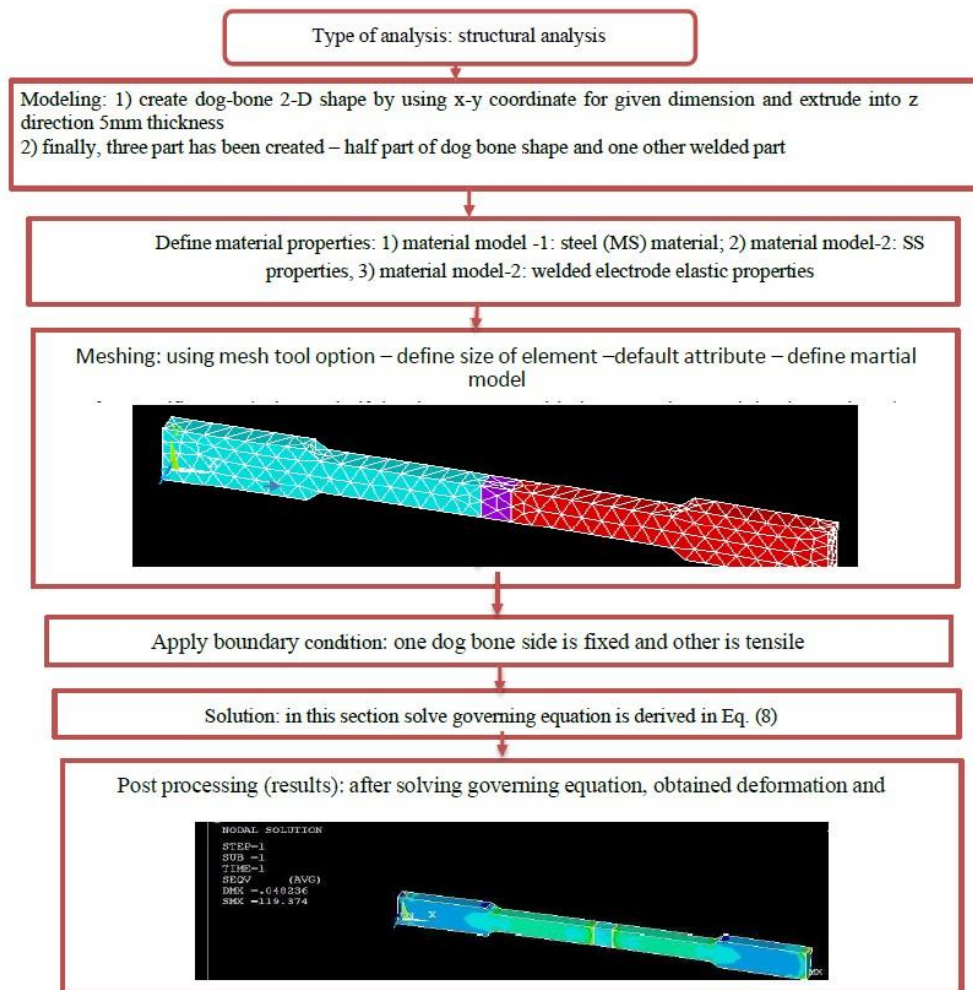 Type of analysis: structural analysis
Modeling: 1) create dog-bone 2-D shape by using x-y coordinate for given dimension and extrude into z
direction 5mm thickness
2) finally, three part has been created – half part of dog bone shape and one other welded part
Define material properties: 1) material model -1: steel (MS) material; 2) material model-2: SS
properties, 3) material model-2: welded electrode elastic properties
Meshing: using mesh tool option – define size of element –default attribute – define martial
model
Apply boundary condition: one dog bone side is fixed and other is tensile
Solution: in this section solve governing equation is derived in Eq. (8)
Post processing (results): after solving governing equation, obtained deformation and
NODAL SOLUTION
STEP=1
SUB =1
TIME=1
SEQV (AVG)
DMX =.048236
SMX =119.374
X
MX